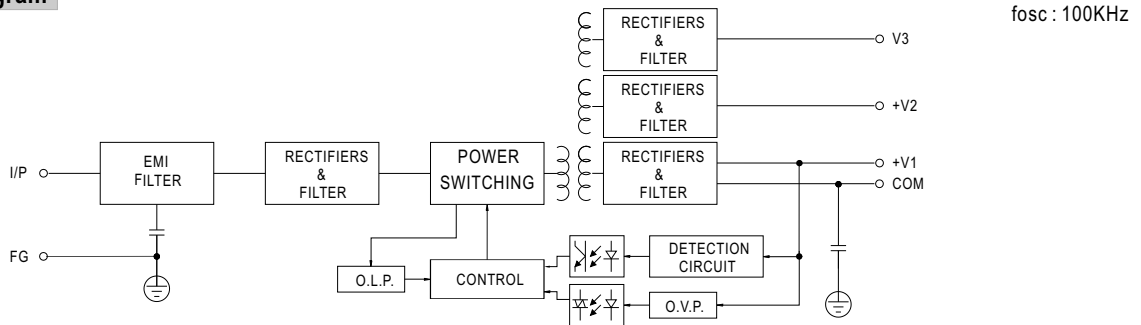 fosc : 100KHz
RECTIFIERS
&
FILTER
V3
RECTIFIERS
&
FILTER
+V2
I/P
EMI
FILTER
RECTIFIERS
&
FILTER
POWER
SWITCHING
RECTIFIERS
&
FILTER
+V1
COM
FG
O.L.P.
CONTROL
DETECTION
CIRCUIT
O.V.P.